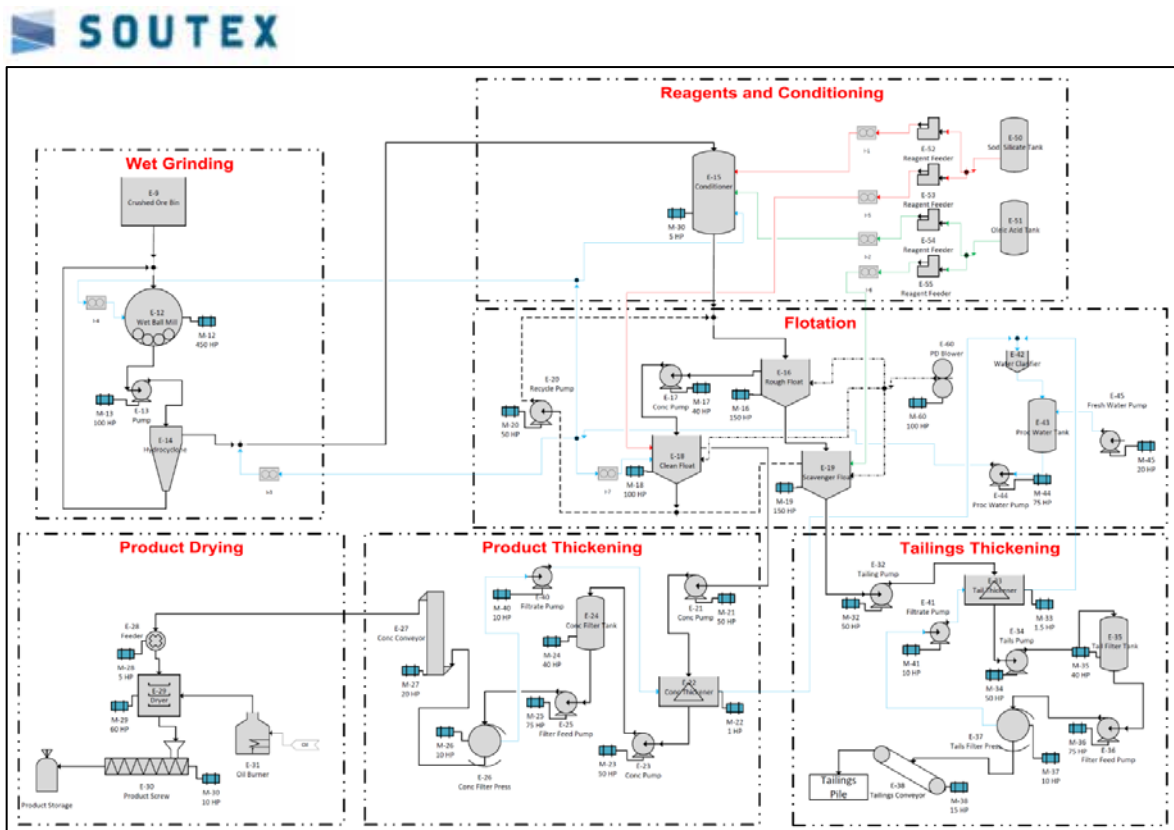 SOUTEX
Reagents and Conditioning
E-50
Sodi Silicate Tank
E-52
Reagent Feeder
E-53
Reagent Feeder
E-51
Oleic Acid Tank
E-54
Reagent Feeder
E-55
Reagent Feeder
E-15
Conditioner
M-30
5 HP
Wet Grinding
E-9
Crushed Ore Bin
E-12
Wet Ball Mill
M-12
450 HP
M-13
100 HP
E-13
Pump
E-14
Hydrocyclone
Flotation
E-20
Recycle Pump
M-20
50 HP
E-17
Conc Pump
M-17
40 HP
E-16
Rough Float
M-16
150 HP
E-60
PD Blower
M-60
100 HP
E-42
Water Clarifier
E-43
Proc Water Tank
E-45
Fresh Water Pump
M-45
20 HP
E-18
Clean Float
M-18
100 HP
E-19
Scavenger Float
M-19
150 HP
E-44
Proc Water Pump
M-44
75 HP
Product Drying
E-28
Feeder
M-28
5 HP
E-29
Dryer
M-29
60 HP
E-31
Oil Burner
Oil
E-30
Product Screw
M-30
10 HP
Product Storage
Product Thickening
E-40
Filtrate Pump
M-40
10 HP
E-24
Conc Filter Tank
M-24
40 HP
E-21
Conc Pump
M-21
50 HP
E-27
Conc Conveyor
M-27
20 HP
E-22
Conc Thickener
M-22
1 HP
M-25
75 HP
E-25
Filter Feed Pump
M-26
10 HP
E-26
Conc Filter Press
M-23
50 HP
E-23
Conc Pump
Tailings Thickening
E-32
Tailing Pump
M-32
50 HP
E-33
Tail Thickener
M-33
1.5 HP
E-41
Filtrate Pump
M-41
10 HP
E-34
Tails Pump
M-34
50 HP
E-35
Tail Filter Tank
M-35
40 HP
E-37
Tails Filter Press
M-37
10 HP
M-36
75 HP
E-36
Filter Feed Pump
Tailings
Pile
E-38
Tailings Conveyor
M-38
15 HP